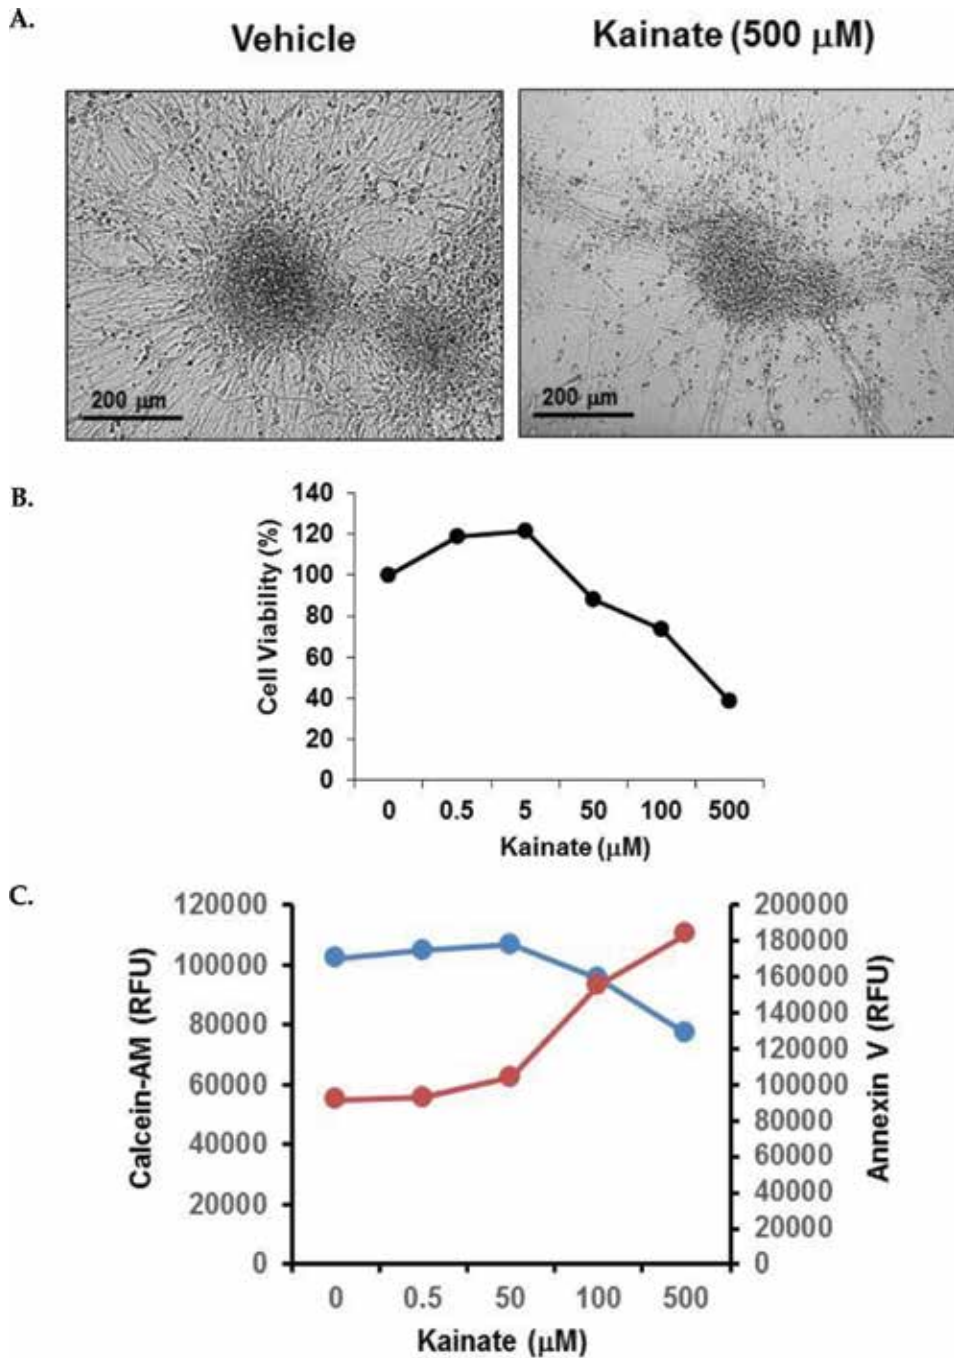 A.
Vehicle
Kainate (500 μM)
200 μm
200 μm
B.
140
120
100
80
60
40
20
0
Cell Viability (%)
0 0.5 5 50 100 500
Kainate (μM)
C.
120000
100000
80000
60000
40000
20000
0
Calcein-AM (RFU)
200000
180000
160000
140000
120000
100000
80000
60000
40000
20000
0
Annexin V (RFU)
0 0.5 50 100 500
Kainate (μM)